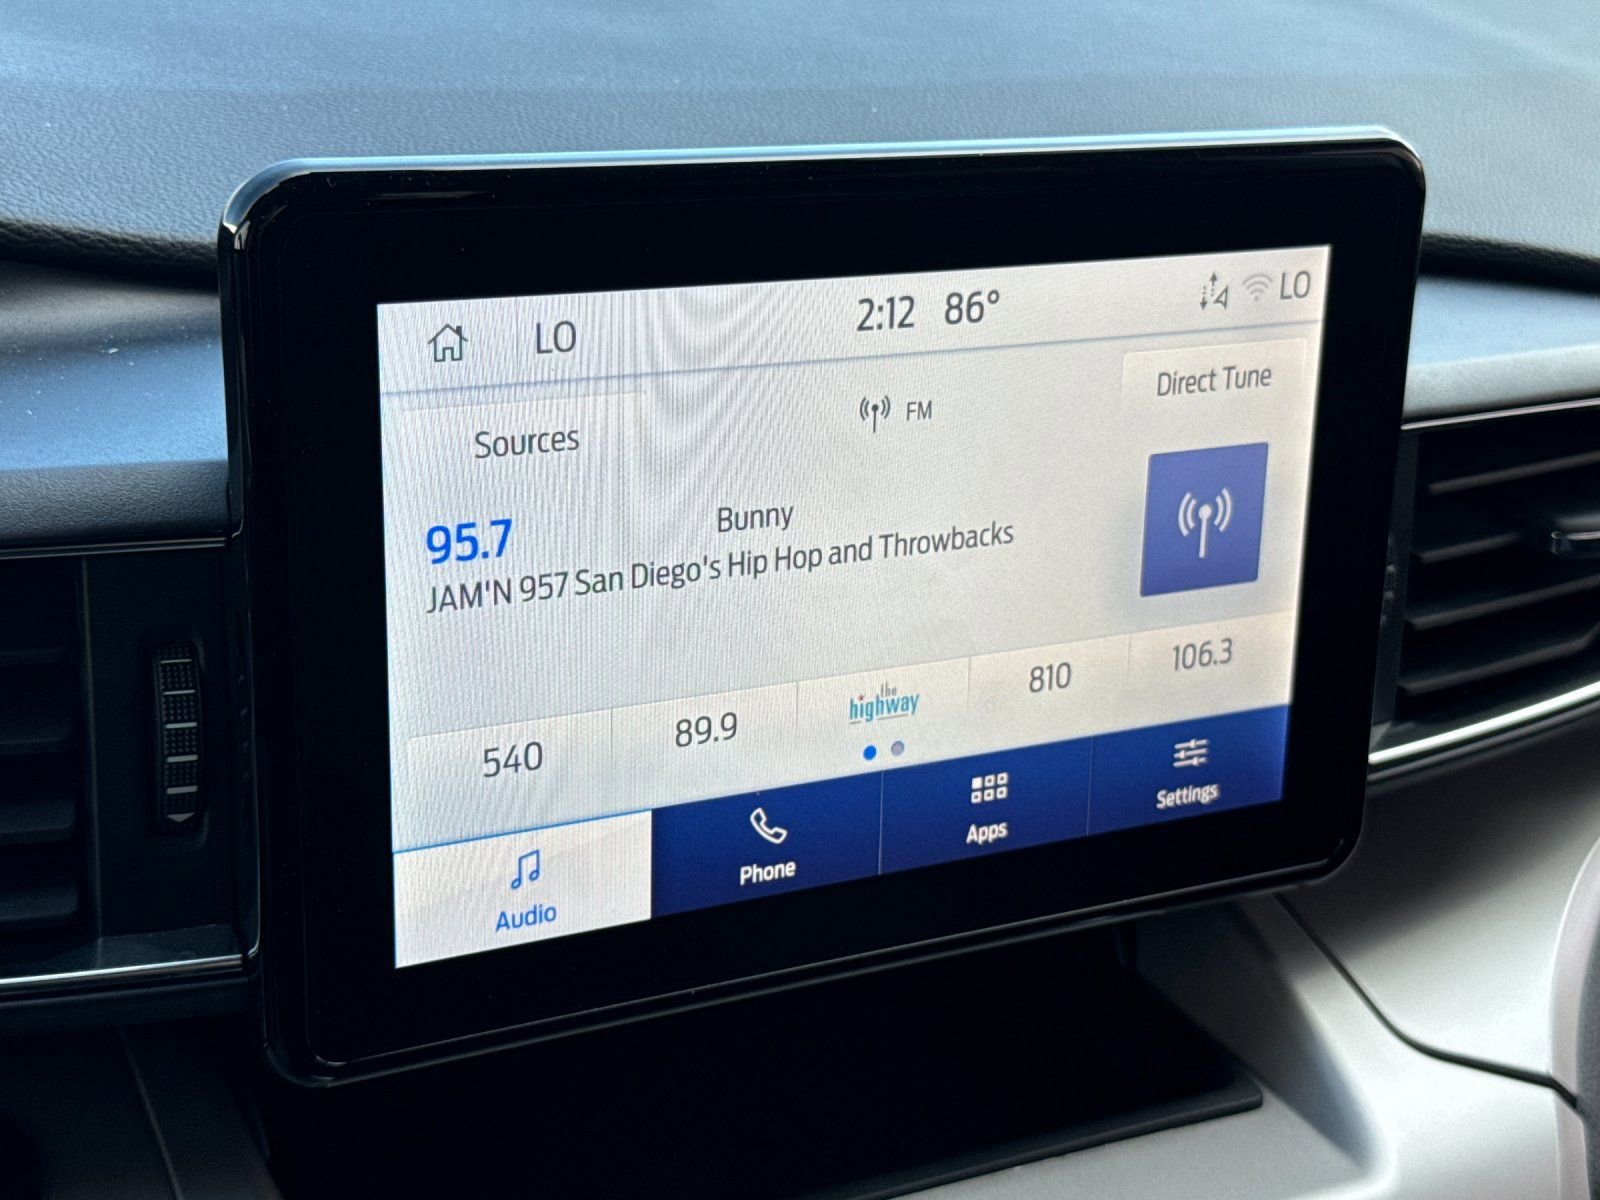 LO 2:12 86° LO
FM
Direct Tune
Sources
95.7
Bunny
JAM'N 957 San Diego's Hip Hop and Throwbacks
540 89.9 the highway 810 106.3
Audio Phone Apps Settings